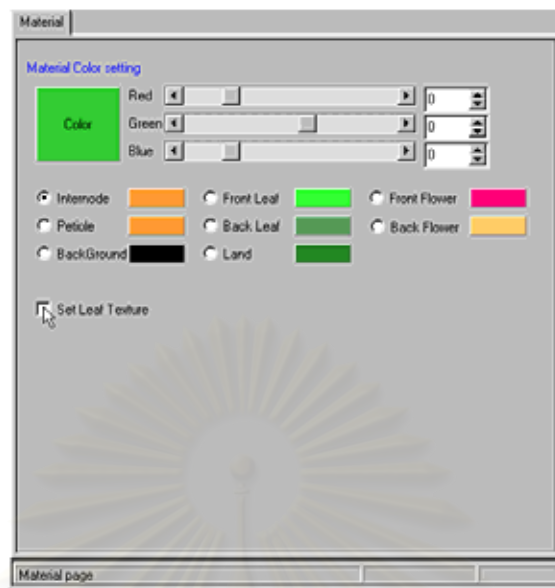 Material
Material Color setting
Color
Red 0
Green 0
Blue 0
Internode Front Leaf Front Flower
Peticle Back Leaf Back Flower
BackGround Land
Set Leaf Texture
Material page